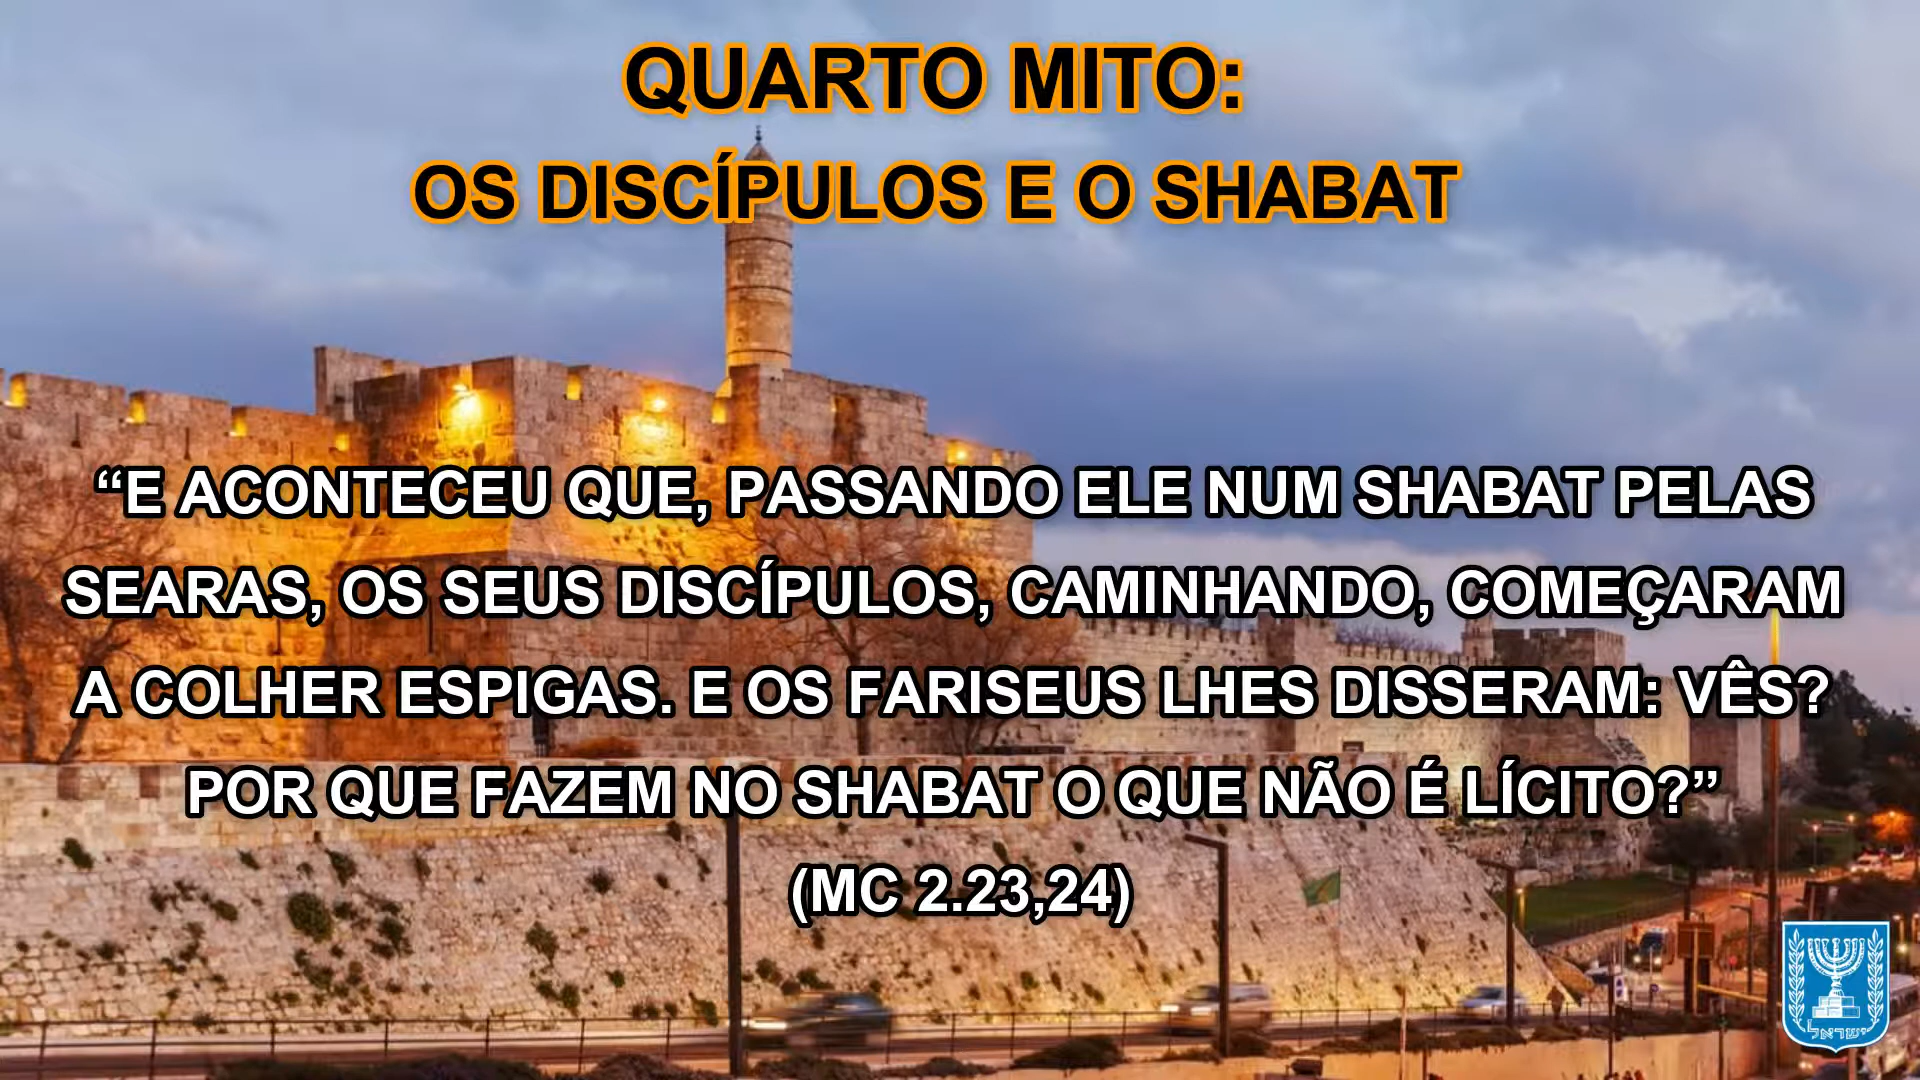 QUARTO MITO:
OS DISCÍPULOS E O SHABAT
“E ACONTECEU QUE, PASSANDO ELE NUM SHABAT PELAS
SEARAS, OS SEUS DISCÍPULOS, CAMINHANDO, COMEÇARAM
A COLHER ESPIGAS. E OS FARISEUS LHES DISSERAM: VÊS?
POR QUE FAZEM NO SHABAT O QUE NÃO É LÍCITO?”
(MC 2.23,24)
ישראל